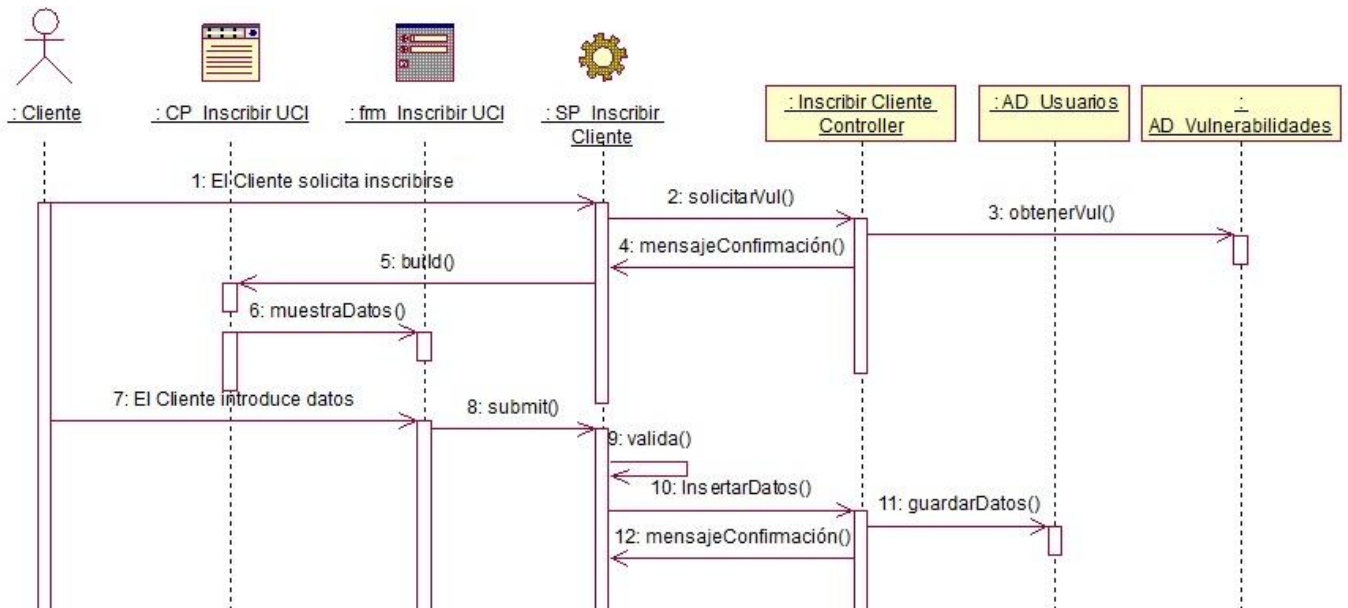 : Cliente
: CP_Inscribir UCI
: frm_Inscribir UCI
: SP_Inscribir
Cliente
: Inscribir Cliente
Controller
: AD_Usuarios
:
AD_Vulnerabilidades
1: El Cliente solicita inscribirse
2: solicitarVul()
3: obtenerVul()
4: mensajeConfirmación()
5: build()
6: muestraDatos()
7: El Cliente introduce datos
8: submit()
9: valida()
10: InsertarDatos()
11: guardarDatos()
12: mensajeConfirmación()